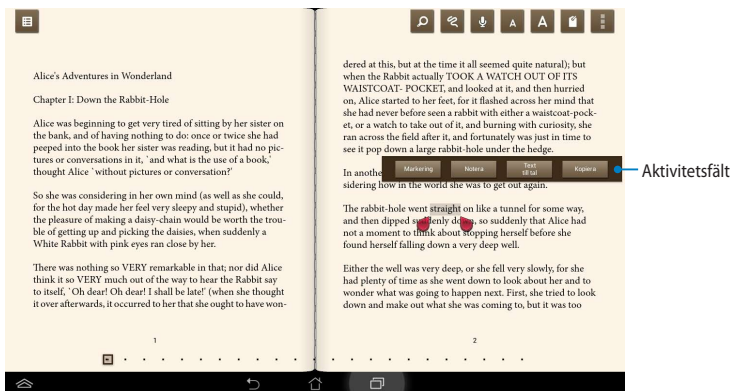 A A
Alice's Adventures in Wonderland
Chapter I: Down the Rabbit-Hole
Alice was beginning to get very tired of sitting by her sister on
the bank, and of having nothing to do: once or twice she had
peeped into the book her sister was reading, but it had no pic-
tures or conversations in it, `and what is the use of a book,'
thought Alice `without pictures or conversation?'
So she was considering in her own mind (as well as she could,
for the hot day made her feel very sleepy and stupid), whether
the pleasure of making a daisy-chain would be worth the trou-
ble of getting up and picking the daisies, when suddenly a
White Rabbit with pink eyes ran close by her.
There was nothing so VERY remarkable in that; nor did Alice
think it so VERY much out of the way to hear the Rabbit say
to itself, `Oh dear! Oh dear! I shall be late!' (when she thought
it over afterwards, it occurred to her that she ought to have won-
1
dered at this, but at the time it all seemed quite natural); but
when the Rabbit actually TOOK A WATCH OUT OF ITS
WAISTCOAT- POCKET, and looked at it, and then hurried
on, Alice started to her feet, for it flashed across her mind that
she had never before seen a rabbit with either a waistcoat-pock-
et, or a watch to take out of it, and burning with curiosity, she
ran across the field after it, and fortunately was just in time to
see it pop down a large rabbit-hole under the hedge.
In anothe
Markering
Notera
Text
till tal
Kopiera
Aktivitetsfält
sidering how in the world she was to get out again.
The rabbit-hole went straight on like a tunnel for some way,
and then dipped suddenly down, so suddenly that Alice had
not a moment to think about stopping herself before she
found herself falling down a very deep well.
Either the well was very deep, or she fell very slowly, for she
had plenty of time as she went down to look about her and to
wonder what was going to happen next. First, she tried to look
down and make out what she was coming to, but it was too
2